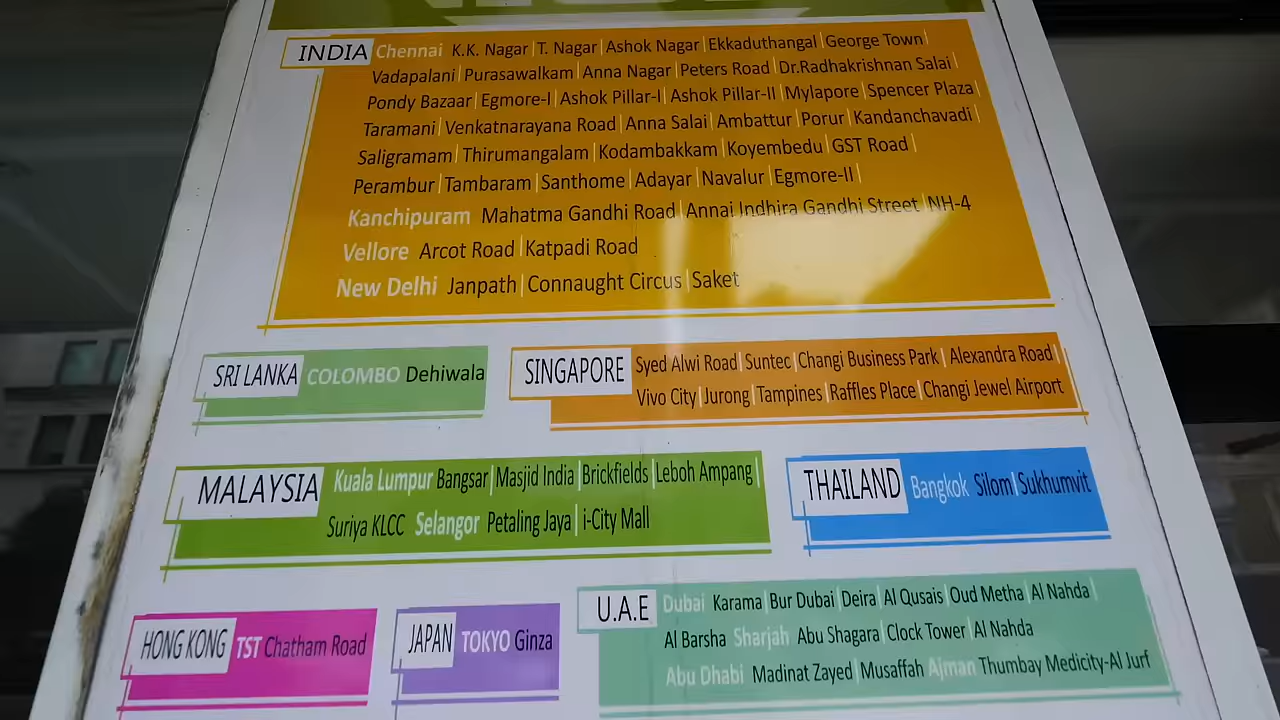 INDIA Chennai K.K. Nagar | T. Nagar | Ashok Nagar | Ekkaduthangal | George Town |
Vadapalani | Purasawalkam | Anna Nagar | Peters Road | Dr.Radhakrishnan Salai |
Pondy Bazaar | Egmore-I | Ashok Pillar-I | Ashok Pillar-II | Mylapore | Spencer Plaza |
Taramani | Venkatnarayana Road | Anna Salai | Ambattur | Porur | Kandanchavadi |
Saligramam | Thirumangalam | Kodambakkam | Koyembedu | GST Road |
Perambur | Tambaram | Santhome | Adayar | Navalur | Egmore-II |
Kanchipuram Mahatma Gandhi Road | Annai Indhira Gandhi Street | NH-4
Vellore Arcot Road | Katpadi Road
New Delhi Janpath | Connaught Circus | Saket
SRI LANKA COLOMBO Dehiwala
SINGAPORE Syed Alwi Road | Suntec | Changi Business Park | Alexandra Road |
Vivo City | Jurong | Tampines | Raffles Place | Changi Jewel Airport
MALAYSIA Kuala Lumpur Bangsar | Masjid India | Brickfields | Leboh Ampang |
Suriya KLCC Selangor Petaling Jaya | i-City Mall
THAILAND Bangkok Silom | Sukhumvit
HONG KONG TST Chatham Road
JAPAN TOKYO Ginza
U.A.E Dubai Karama | Bur Dubai | Deira | Al Qusais | Oud Metha | Al Nahda |
Al Barsha Sharjah Abu Shagara | Clock Tower | Al Nahda
Abu Dhabi Madinat Zayed | Musaffah Ajman Thumbay Medicity-Al Jurf